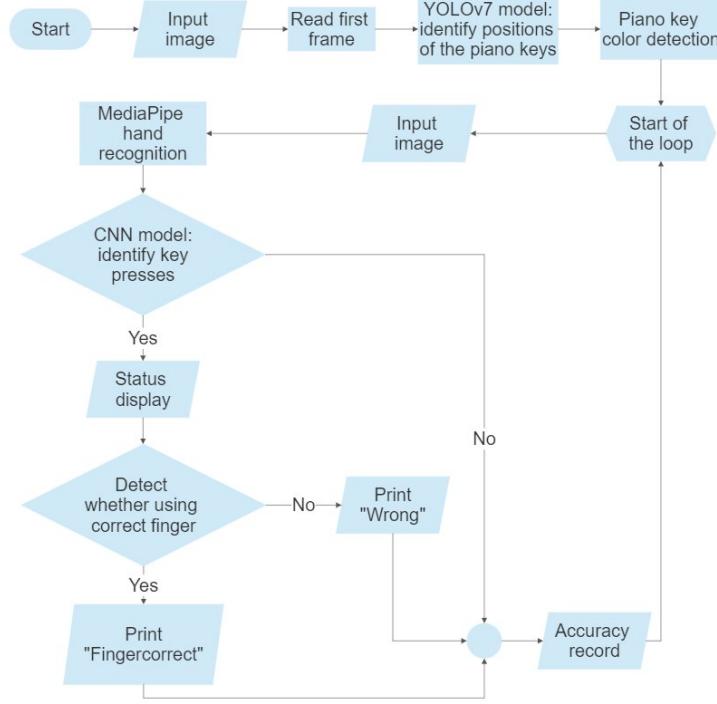 Start
Input
image
Read first
frame
YOLOv7 model:
identify positions
of the piano keys
Piano key
color detection
MediaPipe
hand
recognition
Input
image
Start of
the loop
CNN model:
identify key
presses
Yes
Status
display
No
Detect
whether using
correct finger
No
Print
"Wrong"
Yes
Print
"Fingercorrect"
Accuracy
record